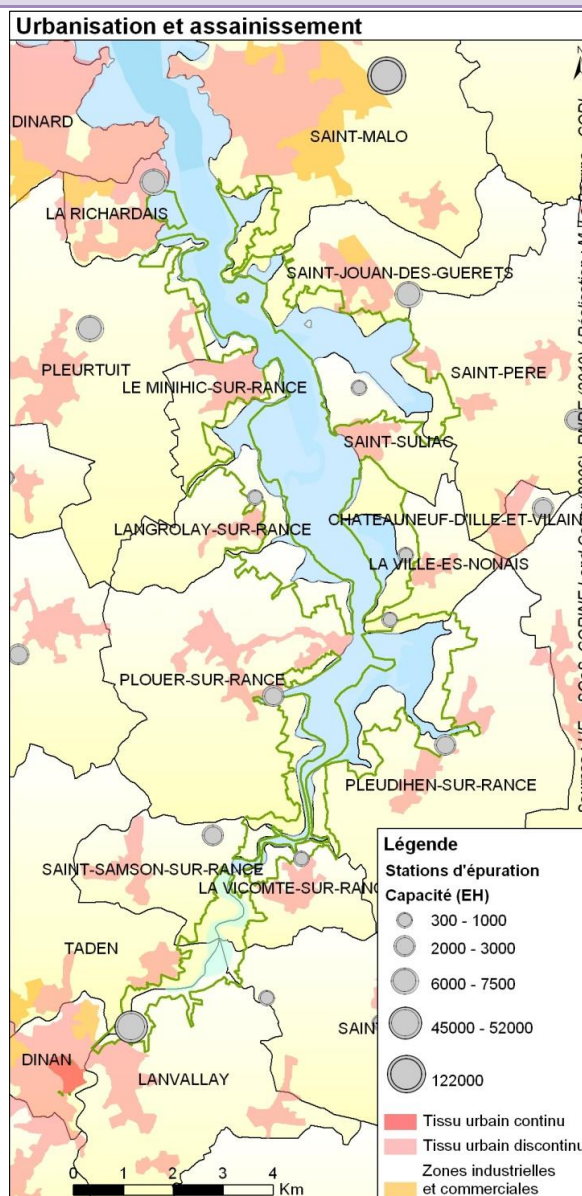 Urbanisation et assainissement
N
DINARD
SAINT-MALO
LA RICHARDAIS
SAINT-JOUAN-DES-GUERETS
PLEURTUIT
SAINT-PERE
LE MINIHIC-SUR-RANCE
SAINT-SULIAC
CHATEAUNEUF-D'ILLE-ET-VILAIN
LANGROLAY-SUR-RANCE
LA VILLE-ES-NONAIS
PLOUER-SUR-RANCE
PLEUDIHEN-SUR-RANCE
SAINT-SAMSON-SUR-RANCE
LA VICOMTE-SUR-RANC
TADEN
SAINT
DINAN
LANVALLAY
Légende
Stations d'épuration
Capacité (EH)
300 - 1000
2000 - 3000
6000 - 7500
45000 - 52000
122000
Tissu urbain continu
Tissu urbain discontinu
Zones industrielles
et commerciales
0 1 2 3 4
Km